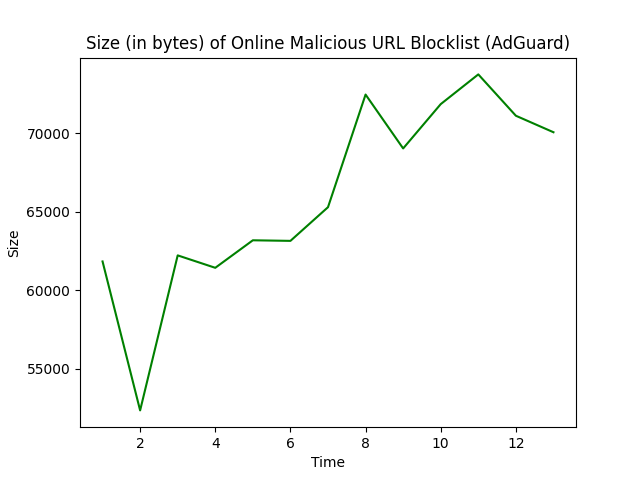 Size (in bytes) of Online Malicious URL Blocklist (AdGuard)
70000
65000
60000
55000
Size
2 4 6 8 10 12
Time